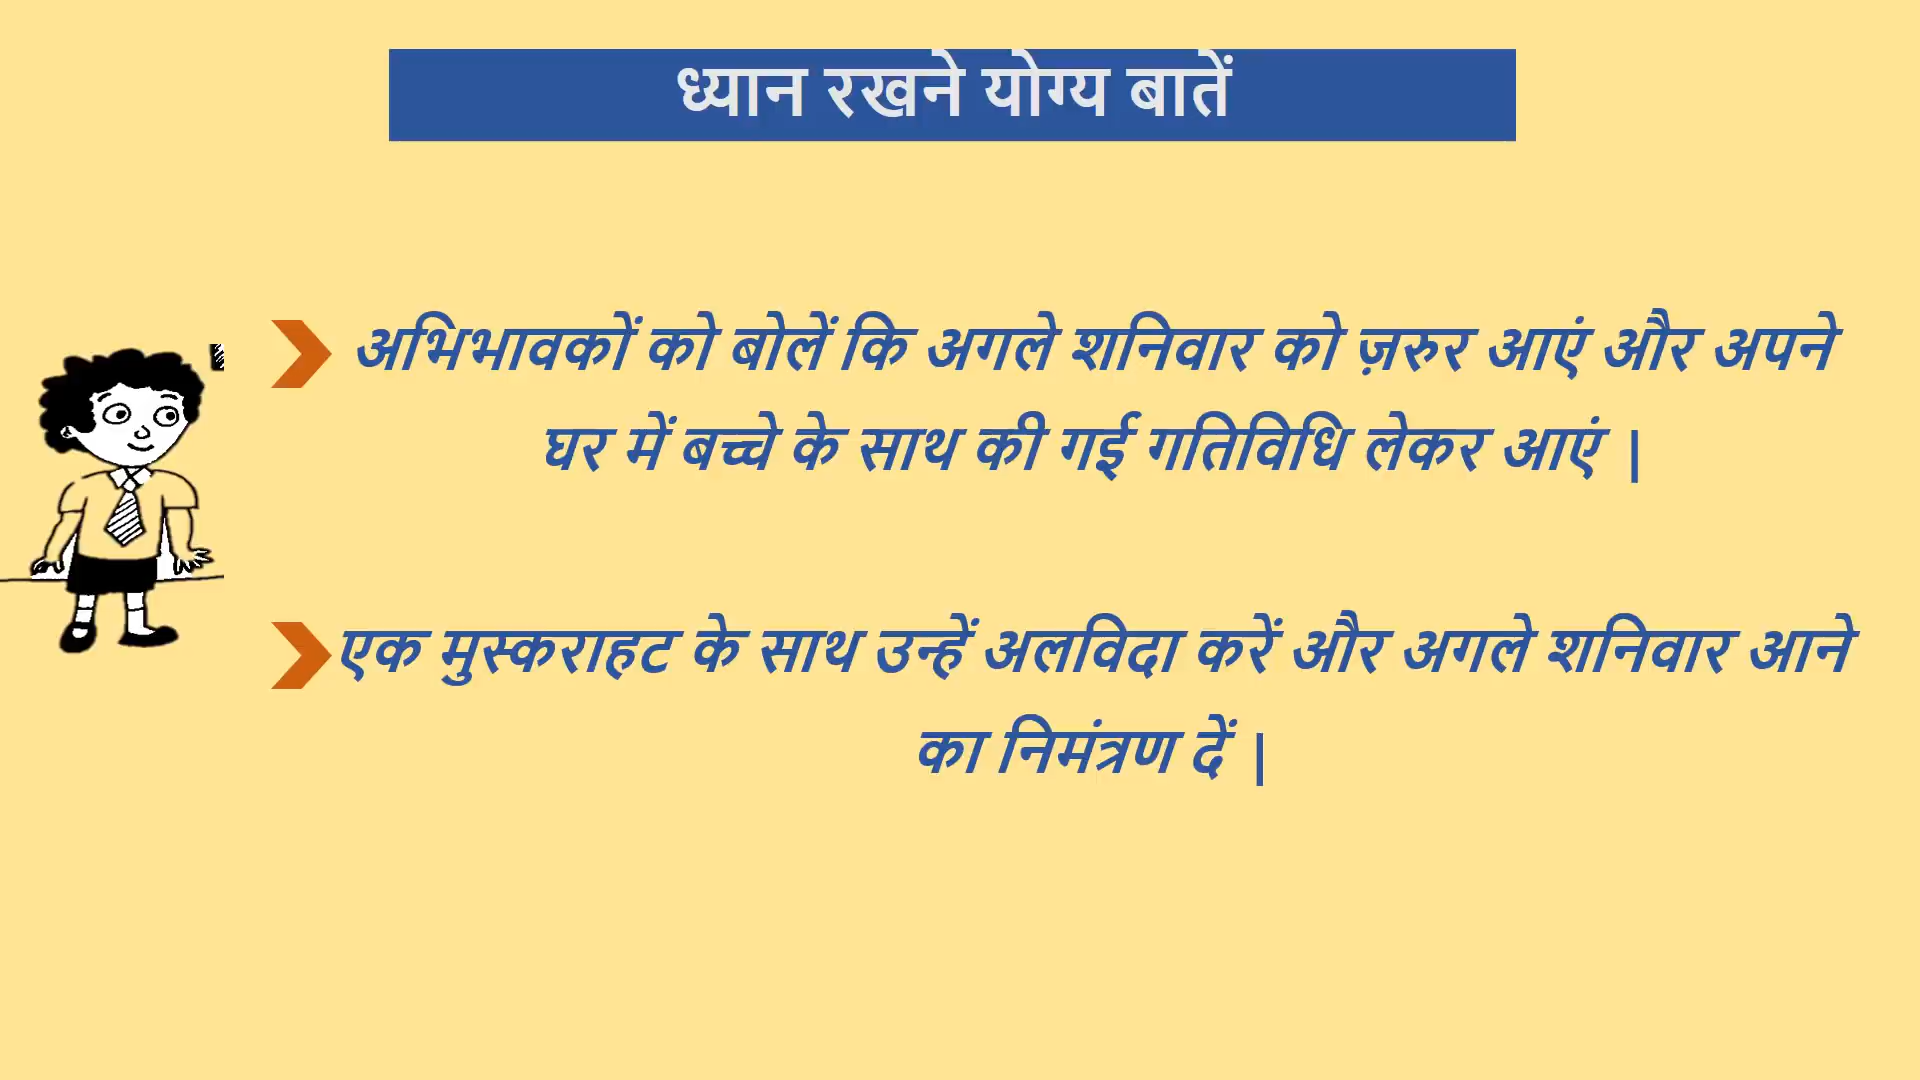 ध्यान रखने योग्य बातें
अभिभावकों को बोलें कि अगले शनिवार को ज़रुर आएं और अपने
घर में बच्चे के साथ की गई गतिविधि लेकर आएं |
एक मुस्कराहट के साथ उन्हें अलविदा करें और अगले शनिवार आने
का निमंत्रण दें |